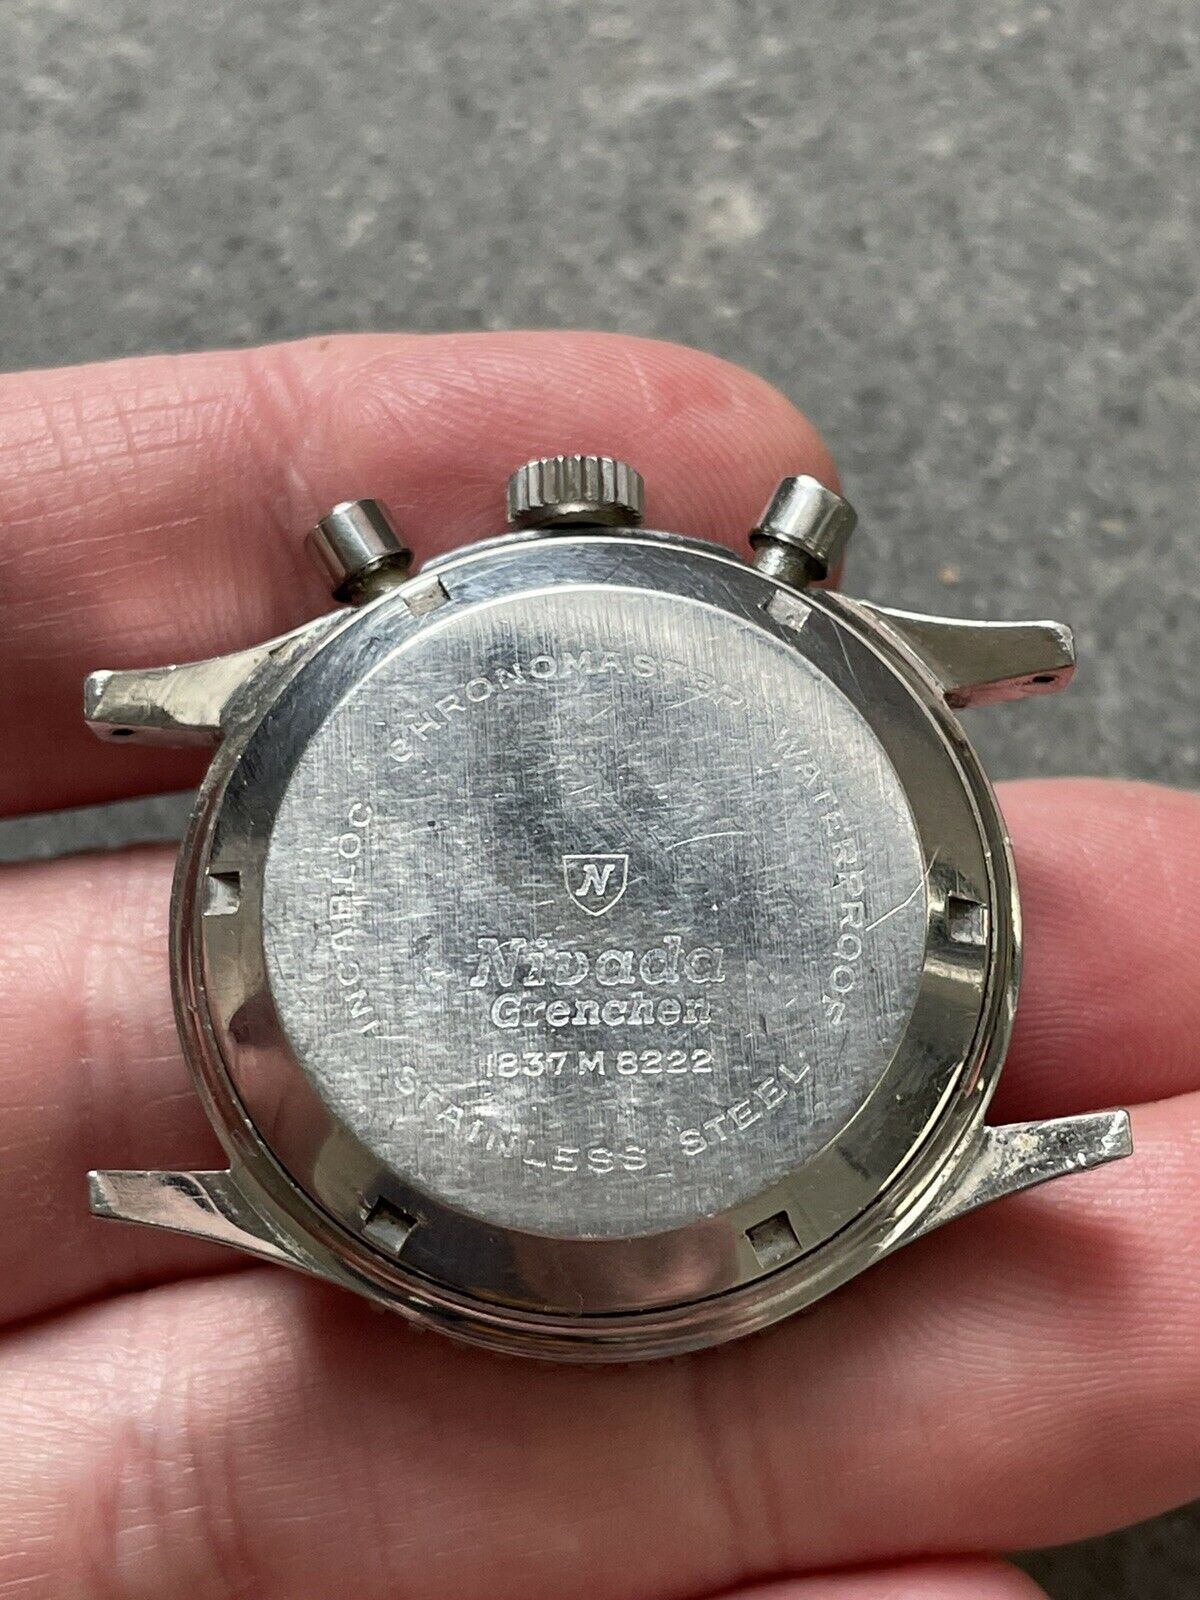 CHRONOMASTER WATERPROOF
STAINLESS STEEL
INCABLOC
N
Nivada
Grenchen
1837 M 8222